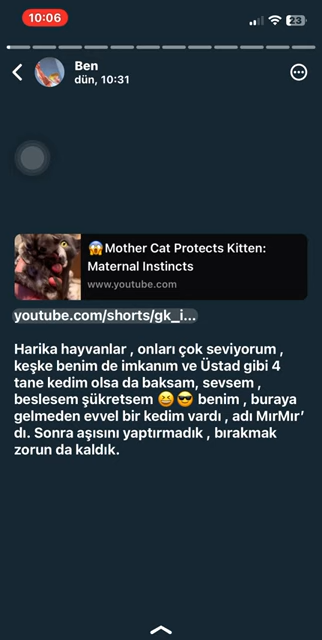 10:06
23
Ben
dün, 10:31
😱Mother Cat Protects Kitten:
Maternal Instincts
www.youtube.com
youtube.com/shorts/gk_i...
Harika hayvanlar , onları çok seviyorum ,
keşke benim de imkanım ve Üstad gibi 4
tane kedim olsa da baksam, sevsem ,
beslesem şükretsem 😆😎 benim , buraya
gelmeden evvel bir kedim vardı , adı MırMır’
dı. Sonra aşısını yaptırmadık , bırakmak
zorun da kaldık.